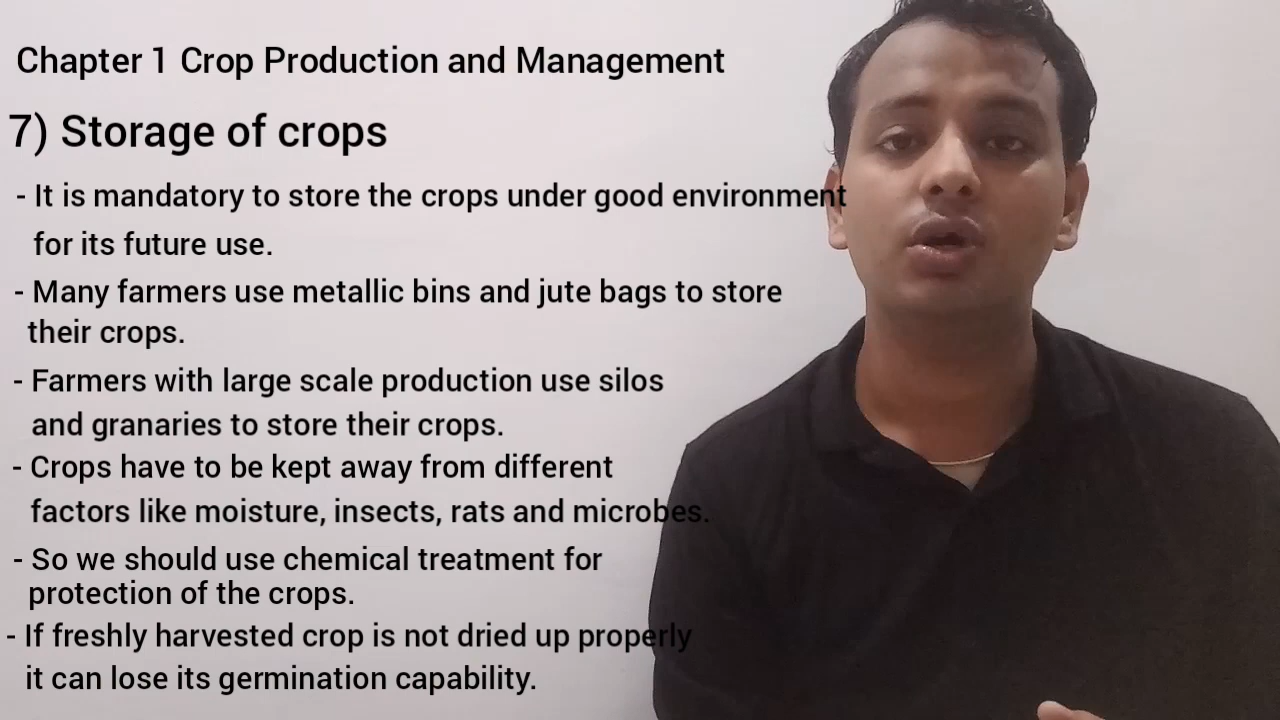 Chapter 1 Crop Production and Management
7) Storage of crops
- It is mandatory to store the crops under good environment
for its future use.
- Many farmers use metallic bins and jute bags to store
their crops.
- Farmers with large scale production use silos
and granaries to store their crops.
- Crops have to be kept away from different
factors like moisture, insects, rats and microbes.
- So we should use chemical treatment for
protection of the crops.
- If freshly harvested crop is not dried up properly
it can lose its germination capability.